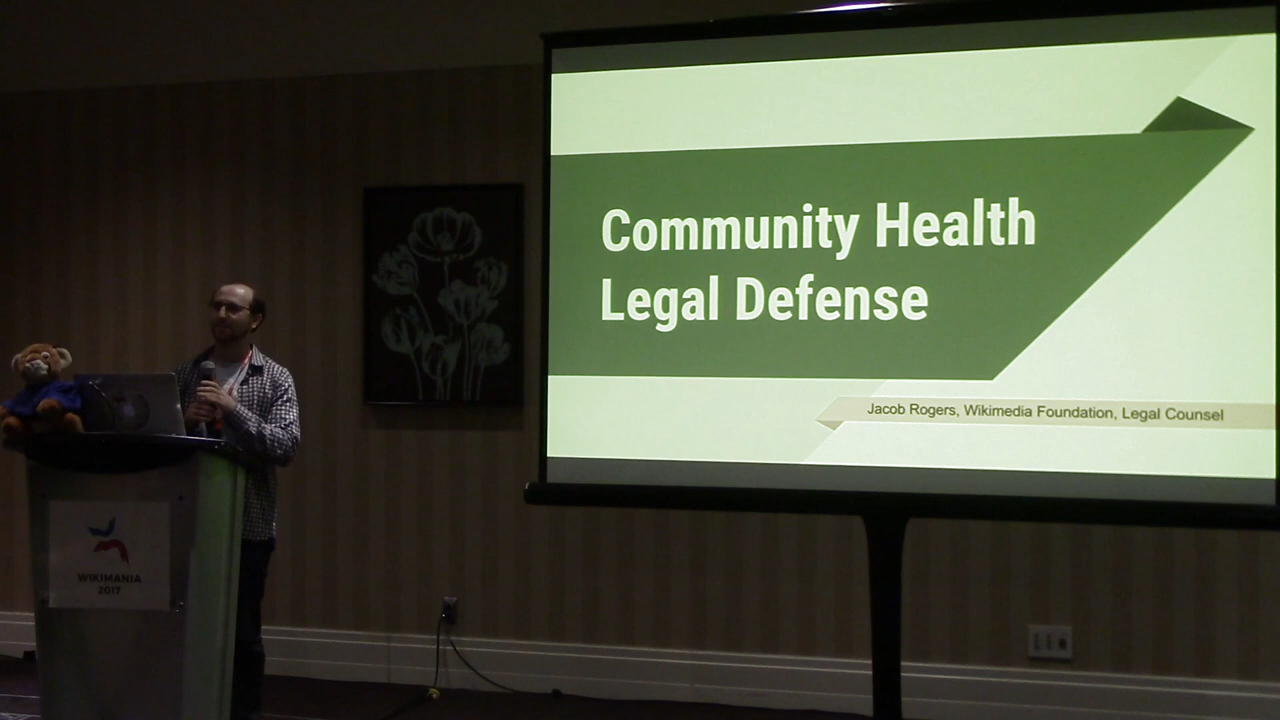 Community Health
Legal Defense
Jacob Rogers, Wikimedia Foundation, Legal Counsel
WIKIMANIA
2017